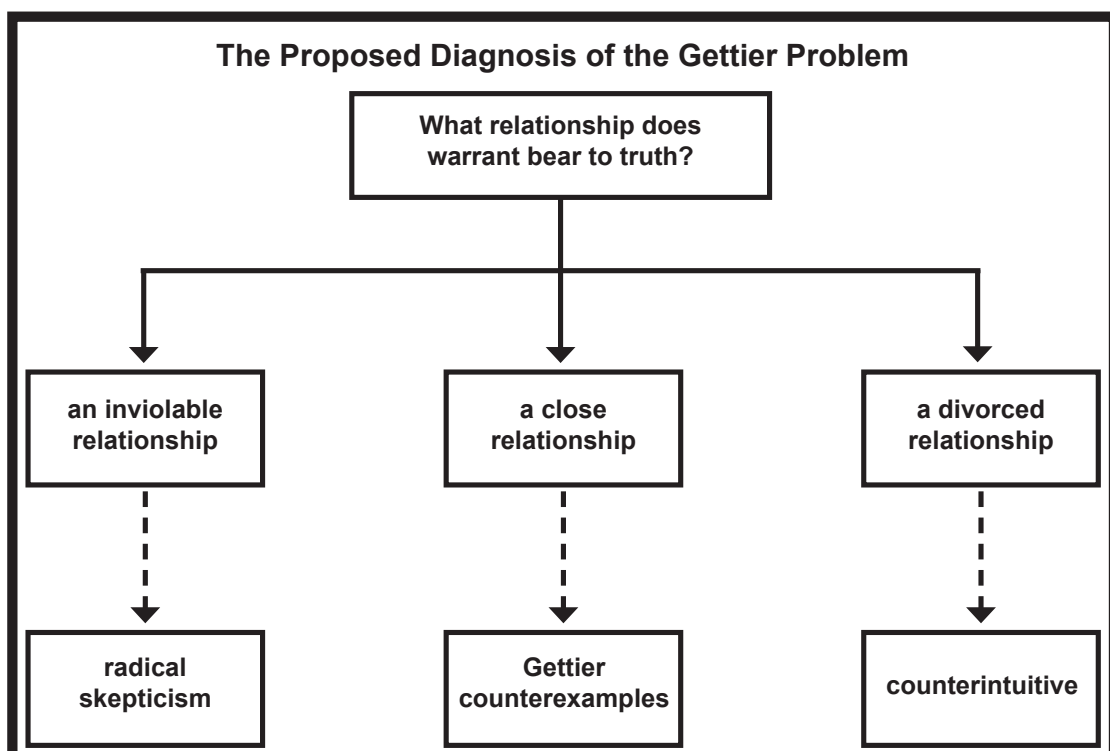 The Proposed Diagnosis of the Gettier Problem
What relationship does
warrant bear to truth?
an inviolable
relationship
a close
relationship
a divorced
relationship
radical
skepticism
Gettier
counterexamples
counterintuitive